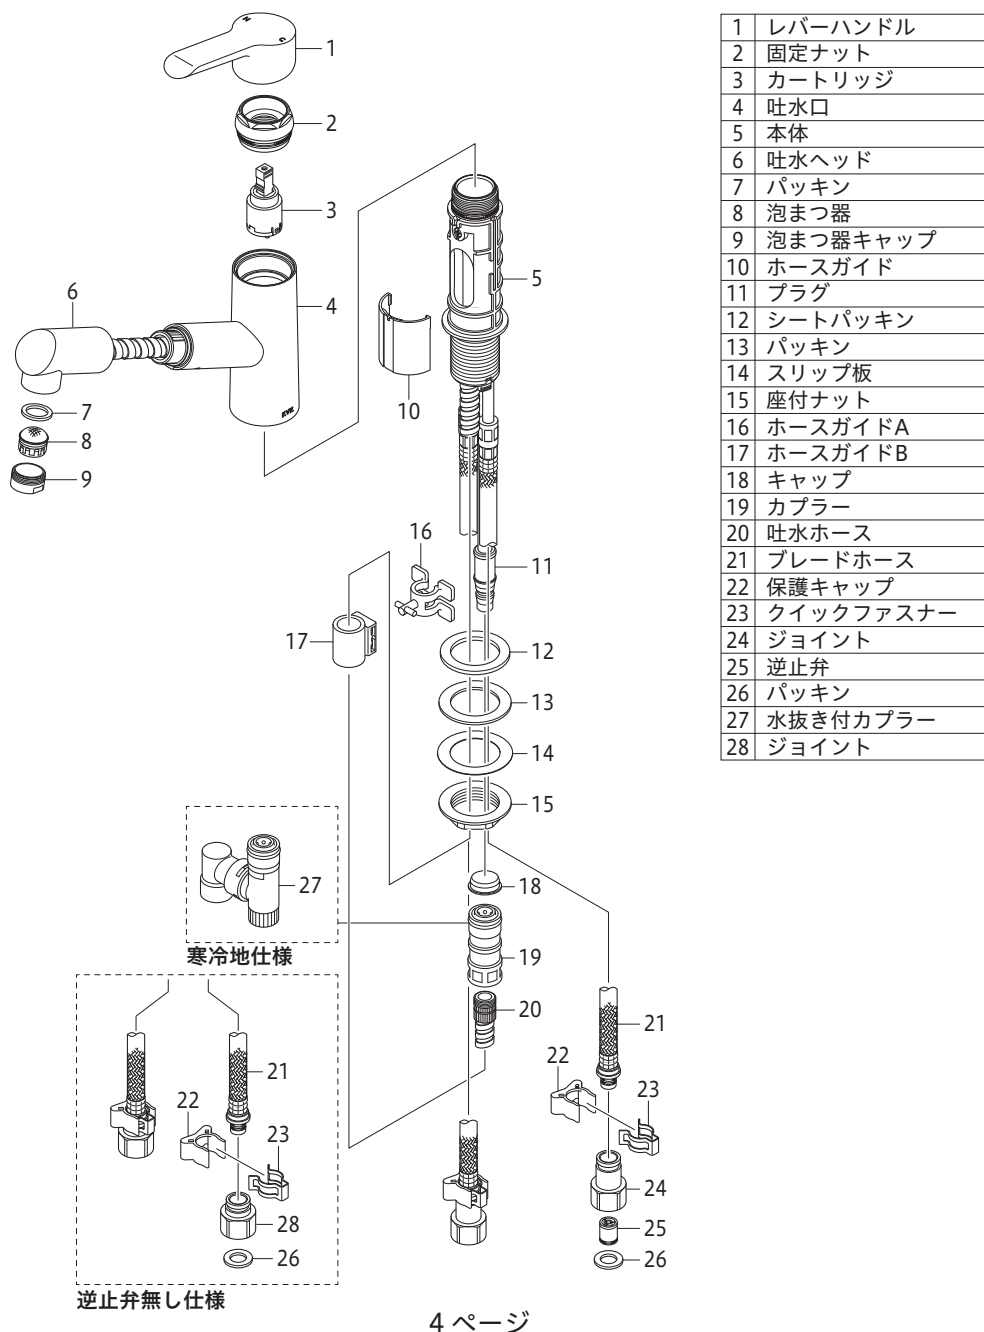 1 レバーハンドル
2 固定ナット
3 カートリッジ
4 吐水口
5 本体
6 吐水ヘッド
7 パッキン
8 泡まつ器
9 泡まつ器キャップ
10 ホースガイド
11 プラグ
12 シートパッキン
13 パッキン
14 スリップ板
15 座付ナット
16 ホースガイドA
17 ホースガイドB
18 キャップ
19 カプラー
20 吐水ホース
21 ブレードホース
22 保護キャップ
23 クイックファスナー
24 ジョイント
25 逆止弁
26 パッキン
27 水抜き付カプラー
28 ジョイント
1
2
3
4
5
6
7
8
9
10
KVK
H
C
11
16
17
12
13
14
15
27
寒冷地仕様
18
19
20
21
22
23
24
25
26
21
22
23
28
26
逆止弁無し仕様
4 ページ